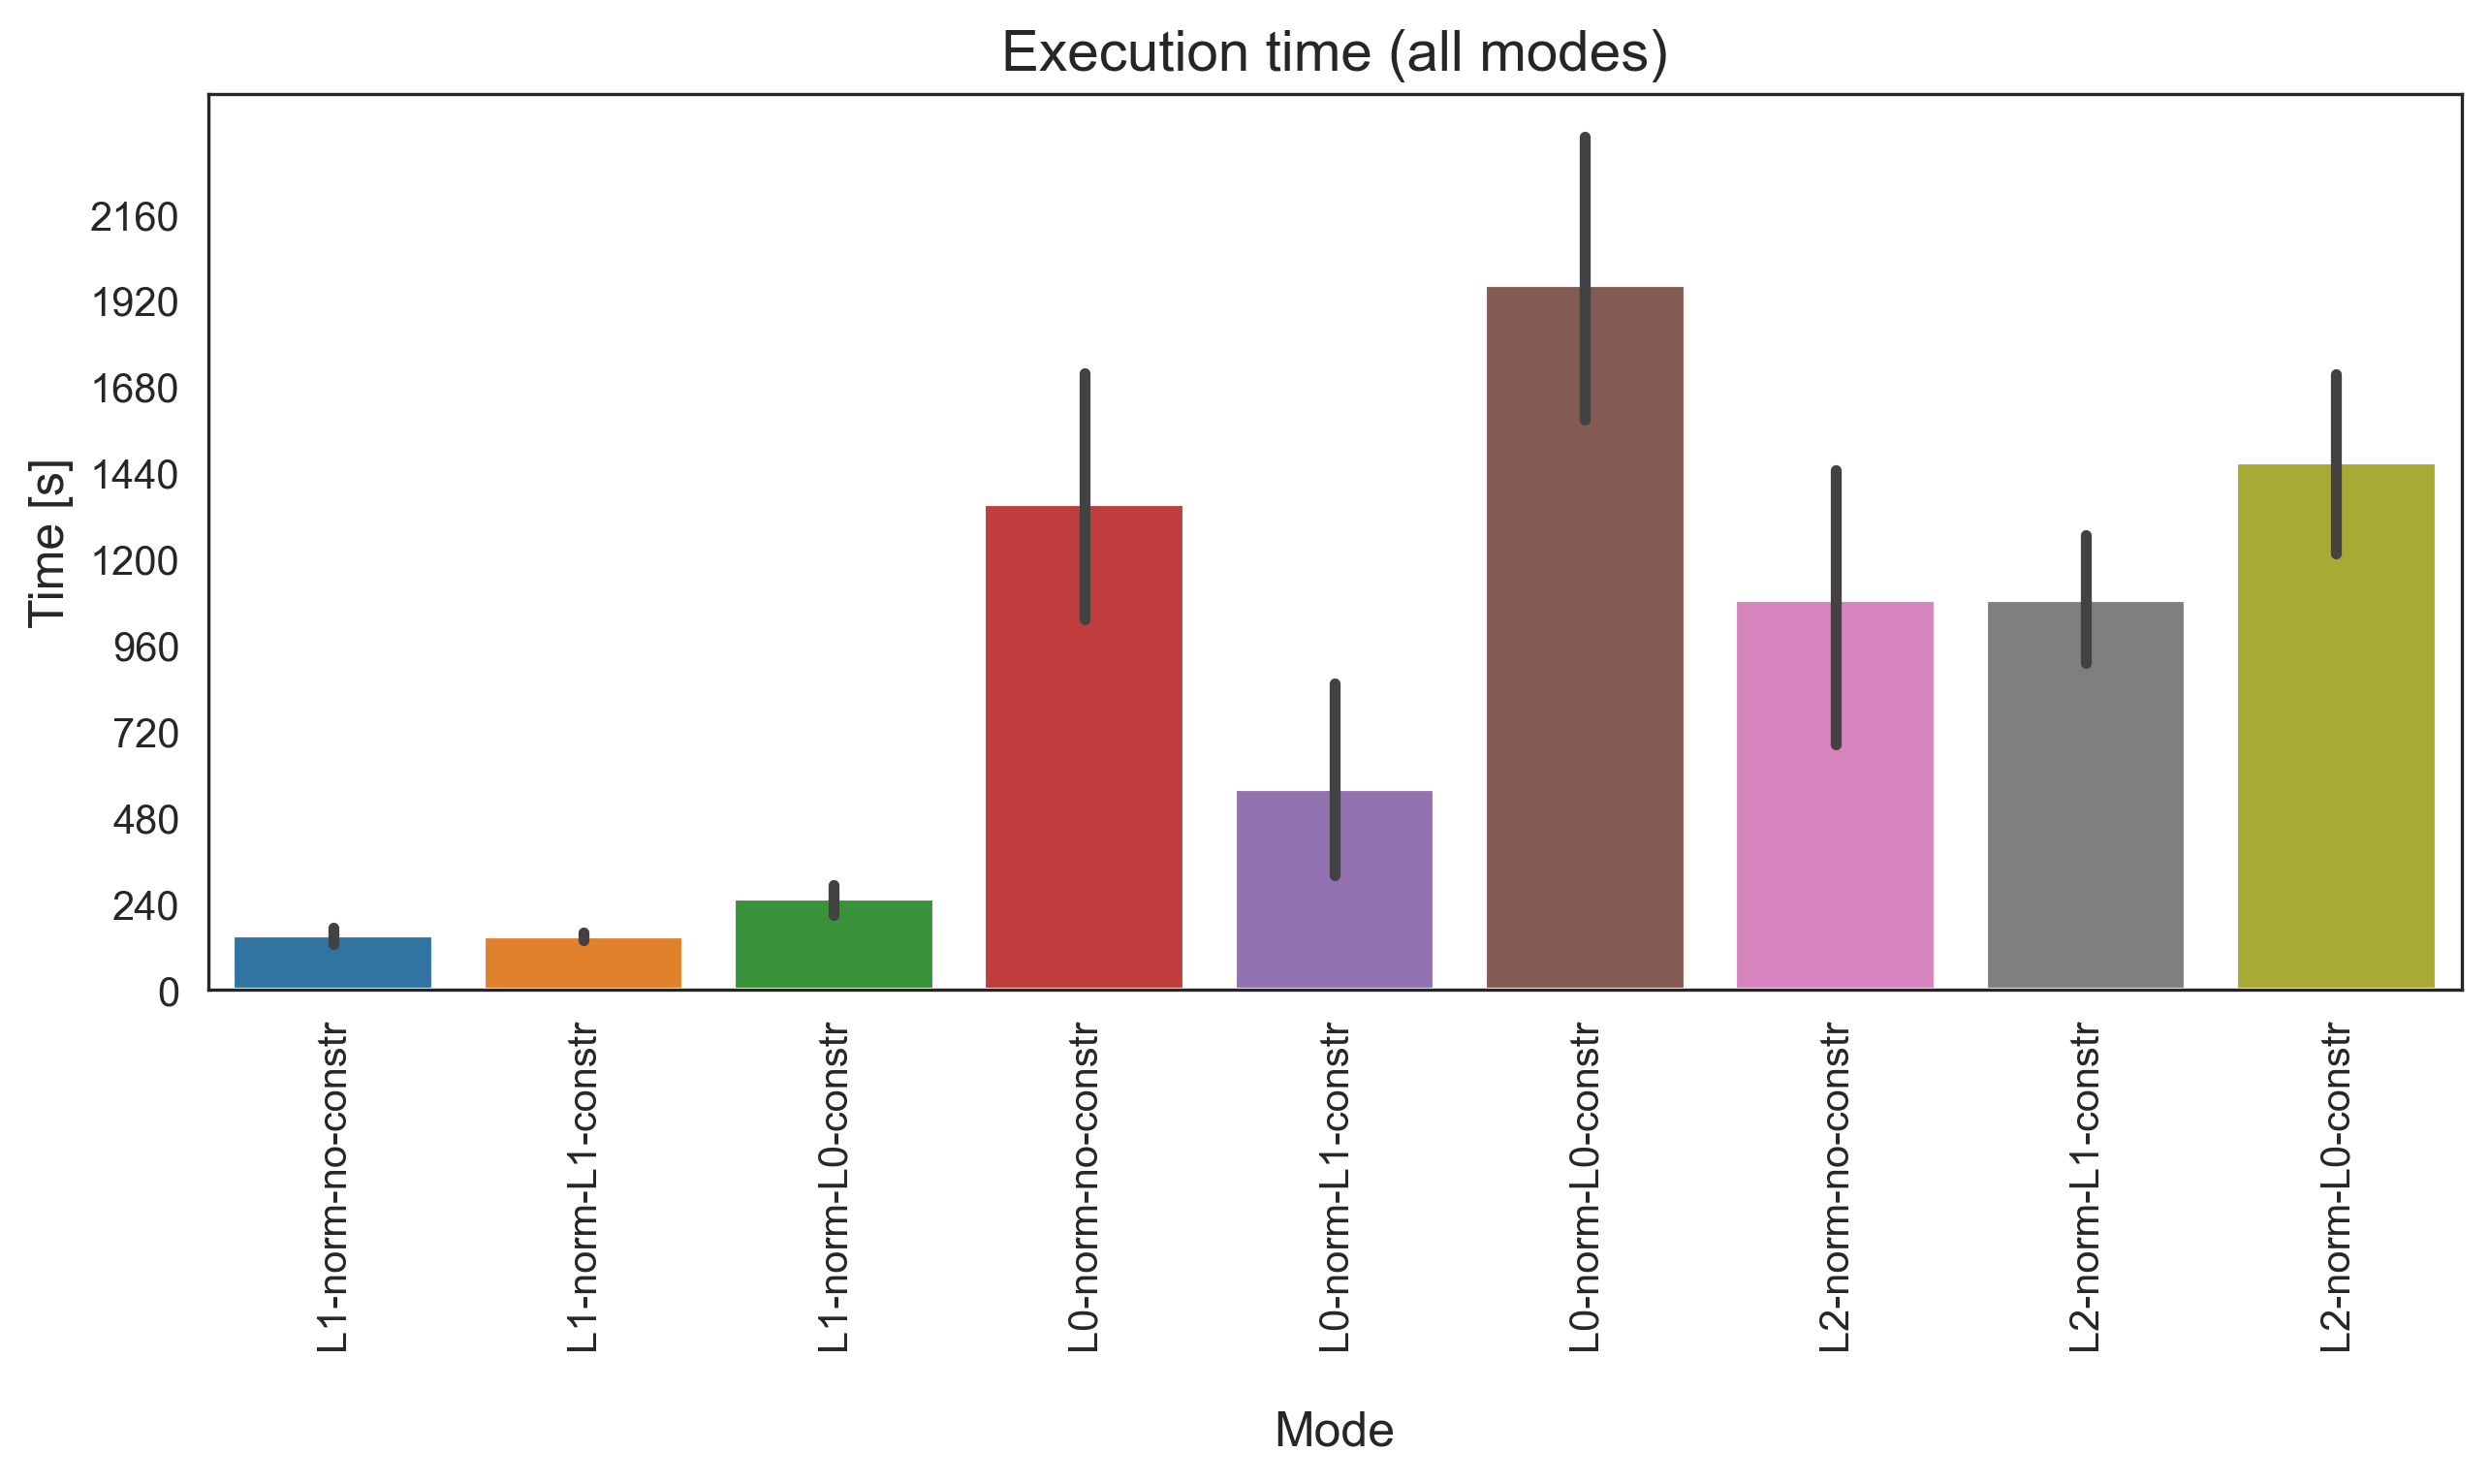 Execution time (all modes)
Time [s]
2160
1920
1680
1440
1200
960
720
480
240
0
L1-norm-no-constr
L1-norm-L1-constr
L1-norm-L0-constr
L0-norm-no-constr
L0-norm-L1-constr
L0-norm-L0-constr
L2-norm-no-constr
L2-norm-L1-constr
L2-norm-L0-constr
Mode